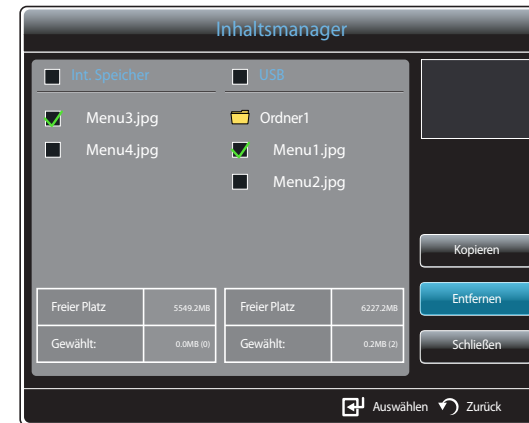 Inhaltsmanager
Int. Speicher
USB
Menu3.jpg
Ordner1
Menu4.jpg
Menu1.jpg
Menu2.jpg
Kopieren
Entfernen
Schließen
Freier Platz 5549.2MB
Freier Platz 6227.2MB
Gewählt: 0.0MB (0)
Gewählt: 0.2MB (2)
Auswählen Zurück